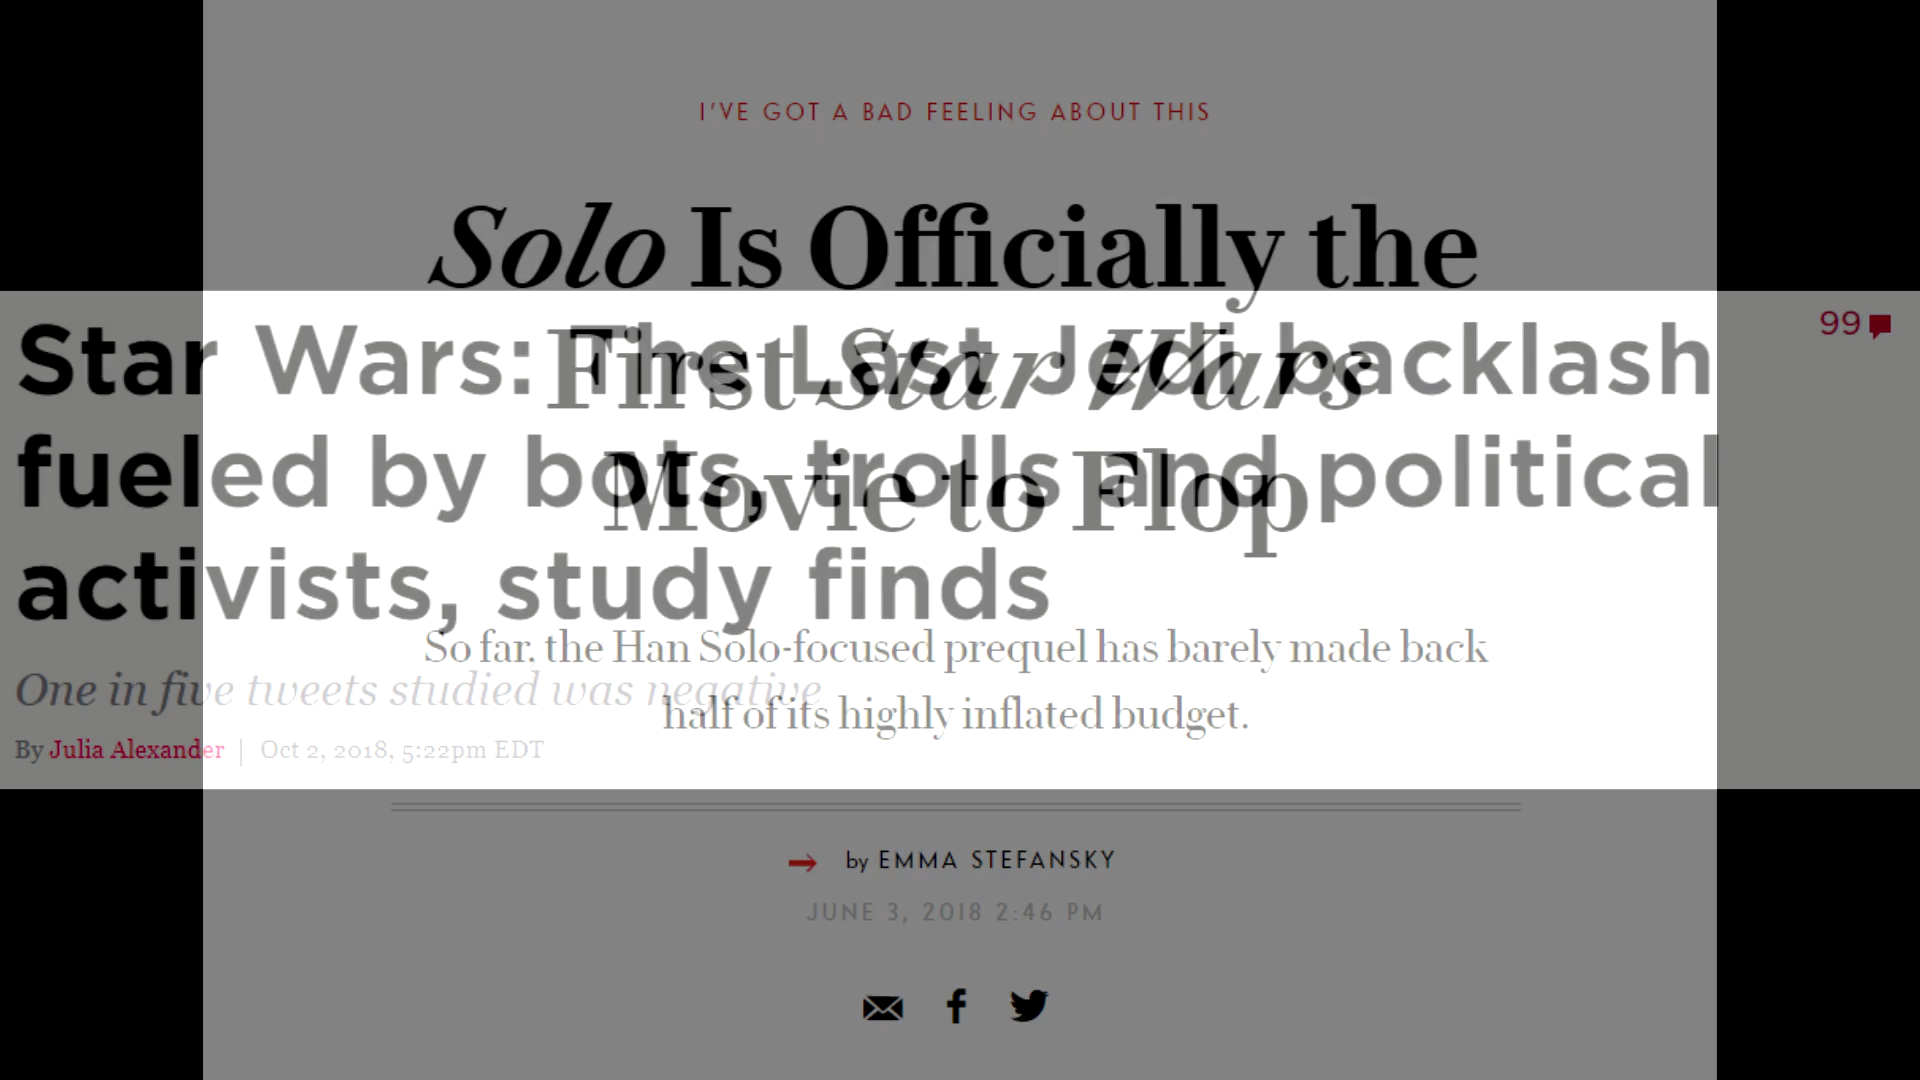 I'VE GOT A BAD FEELING ABOUT THIS
Solo Is Officially the
First Star Wars
Movie to Flop
So far, the Han Solo-focused prequel has barely made back
half of its highly inflated budget.
by EMMA STEFANSKY
JUNE 3, 2018 2:46 PM
99
Star Wars: The Last Jedi backlash
fueled by bots, trolls and political
activists, study finds
One in five tweets studied was negative
By Julia Alexander | Oct 2, 2018, 5:22pm EDT